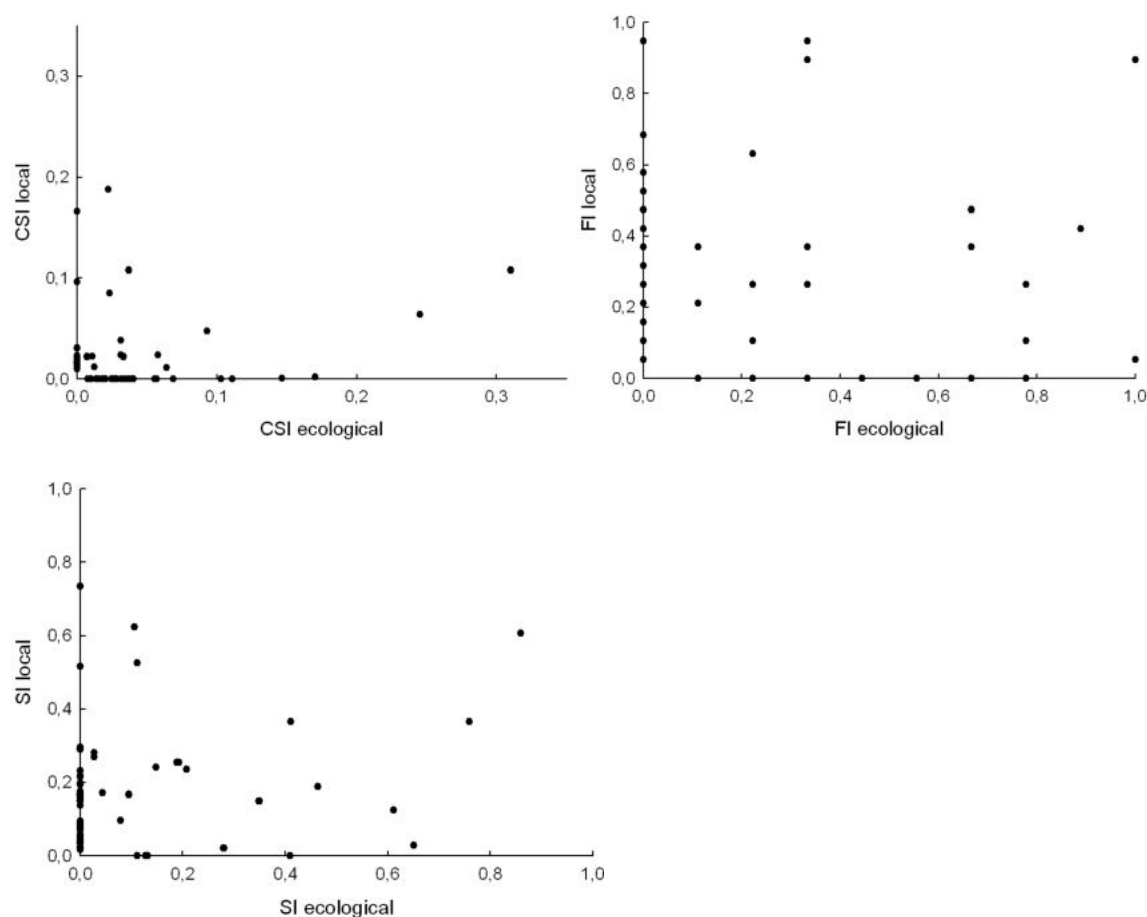 0,3
0,2
0,1
0,0
CSI local
0,0 0,1 0,2 0,3
CSI ecological
1,0
0,8
0,6
0,4
0,2
0,0
FI local
0,0 0,2 0,4 0,6 0,8 1,0
FI ecological
1,0
0,8
0,6
0,4
0,2
0,0
SI local
0,0 0,2 0,4 0,6 0,8 1,0
SI ecological